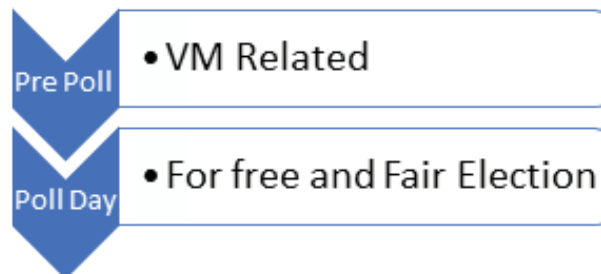 Pre Poll
• VM Related
Poll Day
• For free and Fair Election